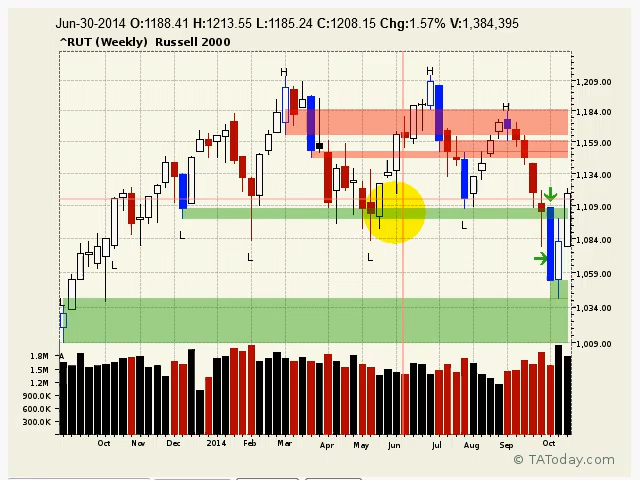 Jun-30-2014 O:1188.41 H:1213.55 L:1185.24 C:1208.15 Chg:1.57% V:1,384,395
^RUT (Weekly) Russell 2000
H
H
1,209.00
H
1,184.00
1,159.00
1,134.00
1,109.00
L
L
1,084.00
L
L
L
1,059.00
L
1,034.00
1,009.00
1.8M A
1.5M
1.2M
900.0K
600.0K
300.0K
Oct Nov Dec 2014 Feb Mar Apr May Jun Jul Aug Sep Oct
© TAToday.com